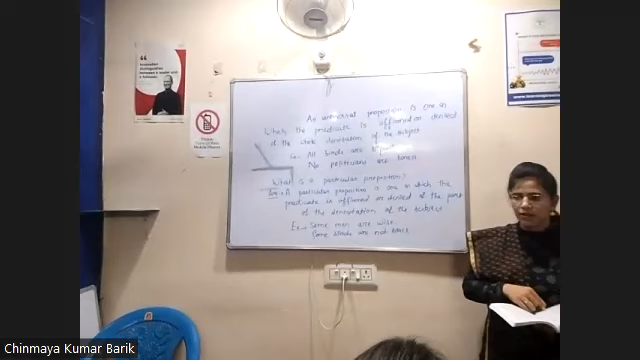 An universal proposition is one in
which the predicate is affirmed or denied
of the whole denotation of the subject
Ex - All birds are
No politicians are honest
What is a particular proposition?
Ans - A particular proposition is one in which the
predicate is affirmed or denied of the part
of the denotation of the subject
Ex - Some men are wise
Some birds are not black
Chinmaya Kumar Barik